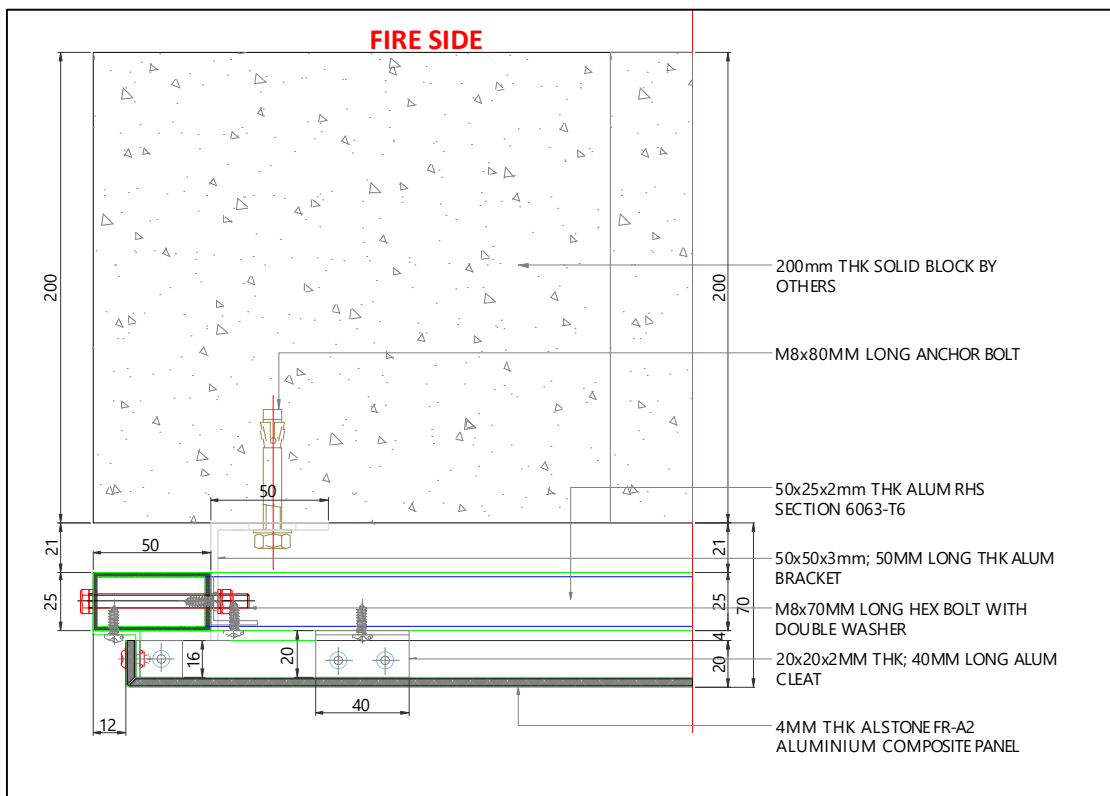 FIRE SIDE
200
200
200mm THK SOLID BLOCK BY
OTHERS
M8x80MM LONG ANCHOR BOLT
50
50x25x2mm THK ALUM RHS
SECTION 6063-T6
21
50
21
50x50x3mm; 50MM LONG THK ALUM
BRACKET
25
25
70
M8x70MM LONG HEX BOLT WITH
DOUBLE WASHER
4
16
20
20
20x20x2MM THK; 40MM LONG ALUM
CLEAT
12
40
4MM THK ALSTONE FR-A2
ALUMINIUM COMPOSITE PANEL